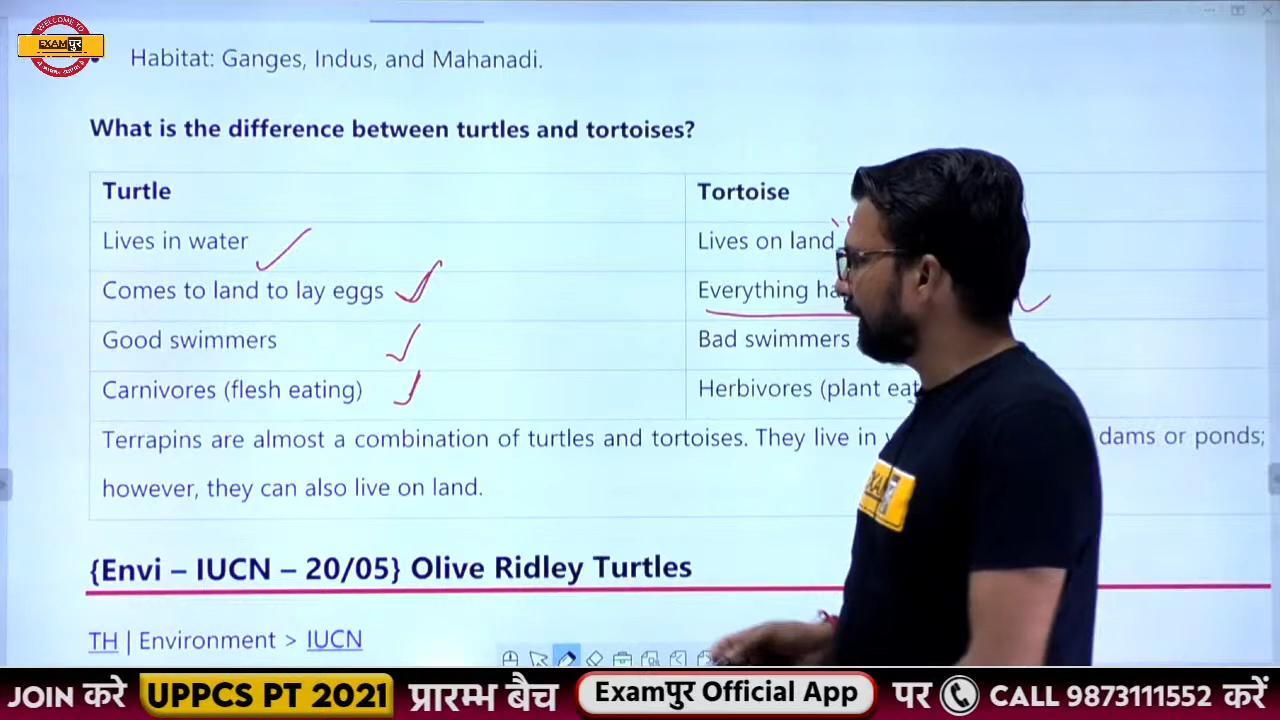 WELCOME TO
EXAMपुर
Habitat: Ganges, Indus, and Mahanadi.
What is the difference between turtles and tortoises?
Turtle Tortoise
Lives in water Lives on land
Comes to land to lay eggs Everything
Good swimmers Bad swimmers
Carnivores (flesh eating) Herbivores (plant
Terrapins are almost a combination of turtles and tortoises. They live in dams or ponds;
however, they can also live on land.
{Envi – IUCN – 20/05} Olive Ridley Turtles
TH | Environment > IUCN
JOIN करे UPPCS PT 2021 प्रारम्भ बैच Examपुर Official App पर CALL 9873111552 करें